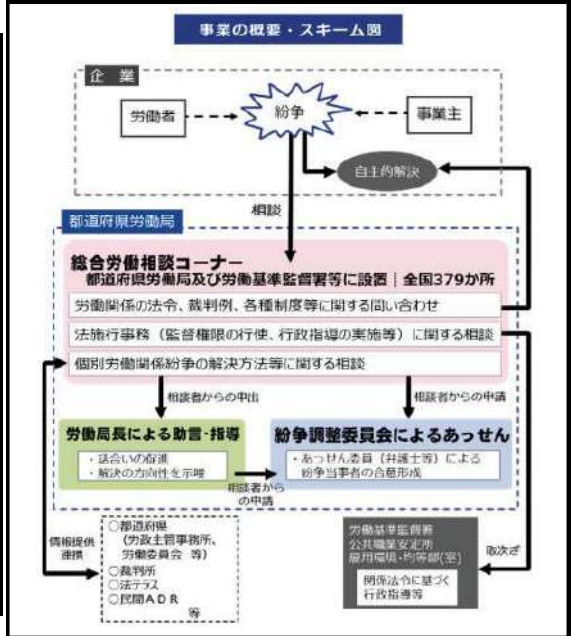 事業の概要・スキーム図
企業
労働者
紛争
事業主
自主的解決
相談
都道府県労働局
総合労働相談コーナー
都道府県労働局及び労働基準監督署等に設置｜全国379か所
労働関係の法令、裁判例、各種制度等に関する問い合わせ
法施行事務（監督権限の行使、行政指導の実施等）に関する相談
個別労働関係紛争の解決方法等に関する相談
相談者からの申出
相談者からの申請
労働局長による助言・指導
・話合いの促進
・解決の方向性を示唆
相談者から
の申請
紛争調整委員会によるあっせん
・あっせん委員（弁護士等）による
紛争当事者の合意形成
情報提供
連携
○都道府県
（労政主管事務所、
労働委員会 等）
○裁判所
○法テラス
○民間ＡＤＲ
等
労働基準監督署
公共職業安定所
雇用環境・均等部(室)
関係法令に基づく
行政指導等
取次ぎ